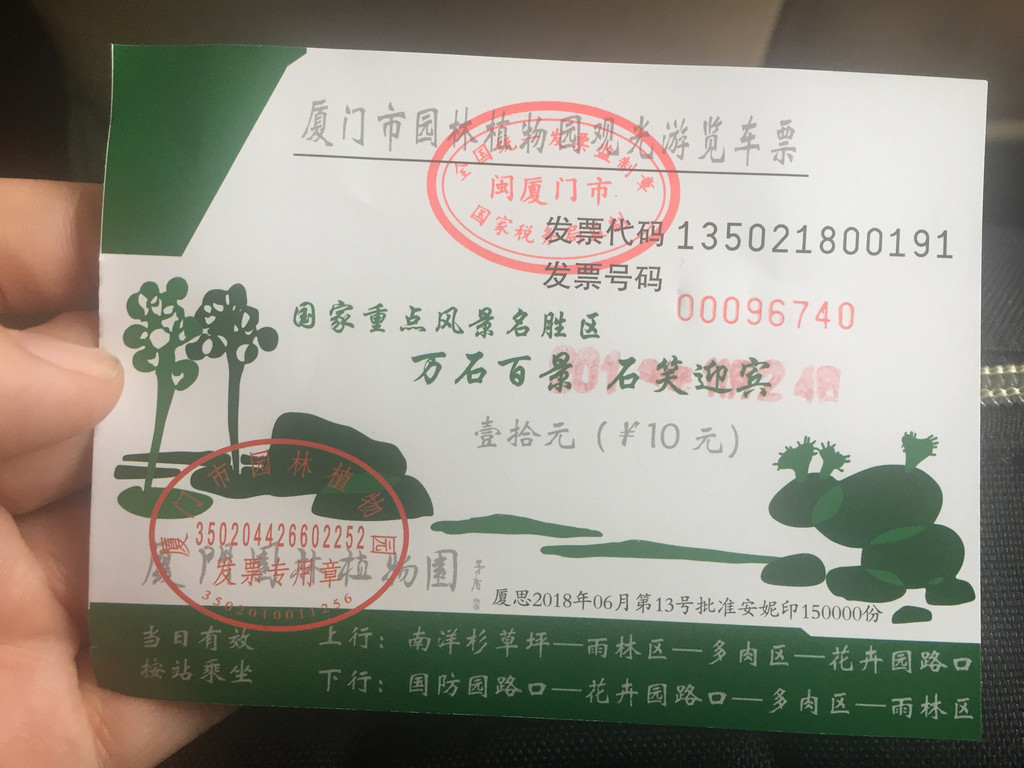 厦门市园林植物园观光游览车票
闽厦门市
发票代码 135021800191
发票号码 00096740
国家重点风景名胜区
万石百景 石笑迎宾
壹拾元（￥10 元）
厦门市园林植物园
350204426602252
发票专用章
3502010011256
植物園
厦思2018年06月第13号批准安妮印150000份
当日有效 上行：南洋杉草坪—雨林区—多肉区—花卉园路口
按站乘坐 下行：国防园路口—花卉园路口—多肉区—雨林区